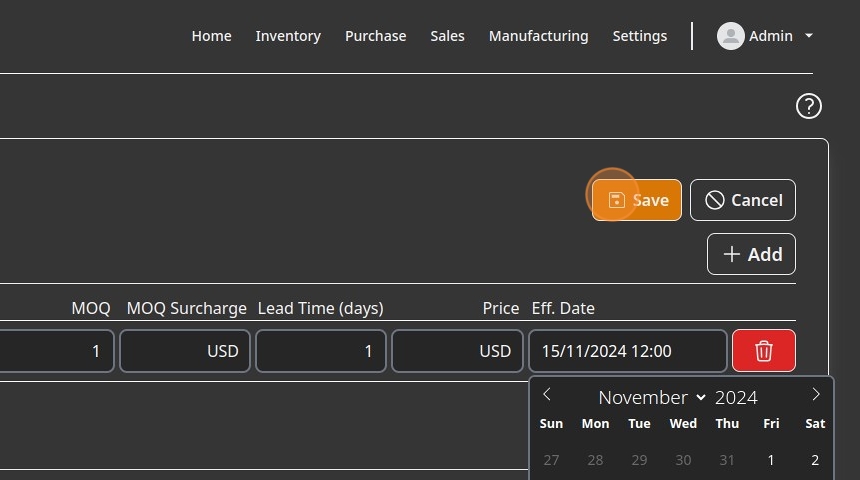 Home Inventory Purchase Sales Manufacturing Settings Admin
?
Save Cancel
+ Add
MOQ MOQ Surcharge Lead Time (days) Price Eff. Date
1 USD 1 USD 15/11/2024 12:00
November 2024
Sun Mon Tue Wed Thu Fri Sat
27 28 29 30 31 1 2